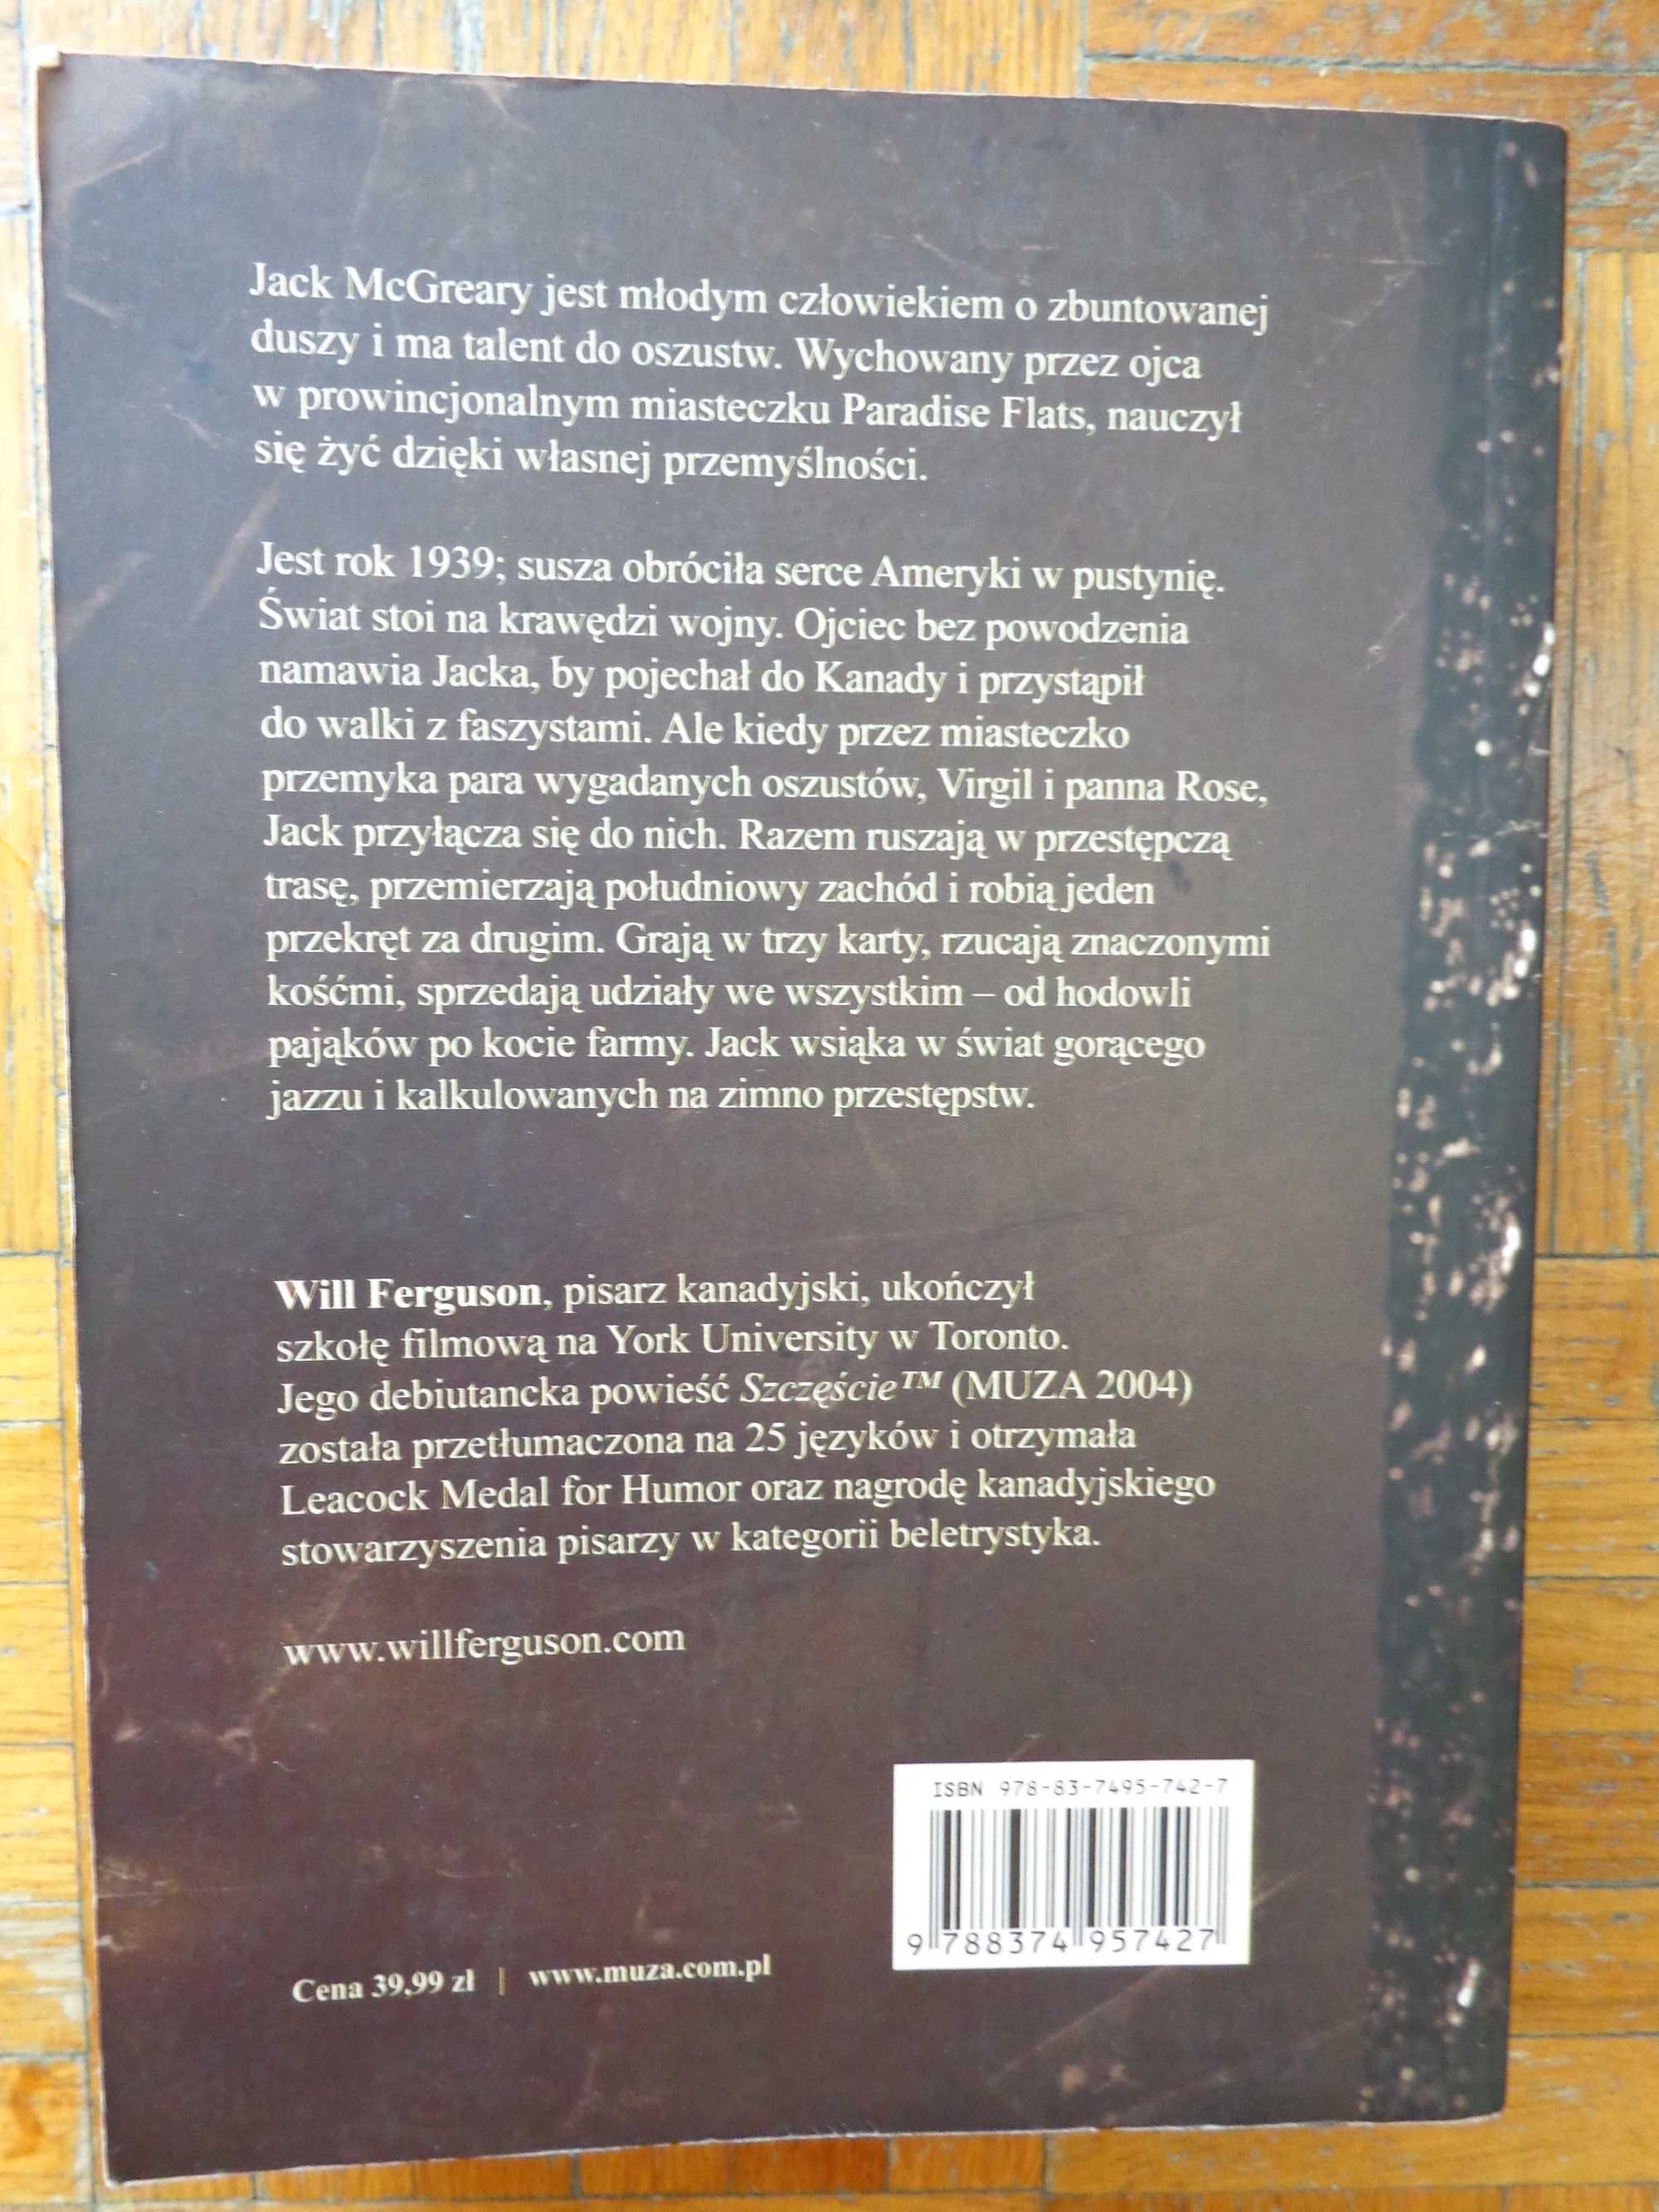 Jack McGreary jest młodym człowiekiem o zbuntowanej
duszy i ma talent do oszustw. Wychowany przez ojca
w prowincjonalnym miasteczku Paradise Flats, nauczył
się żyć dzięki własnej przemyślności.
Jest rok 1939; susza obróciła serce Ameryki w pustynię.
Świat stoi na krawędzi wojny. Ojciec bez powodzenia
namawia Jacka, by pojechał do Kanady i przystąpił
do walki z faszystami. Ale kiedy przez miasteczko
przemyka para wygadanych oszustów, Virgil i panna Rose,
Jack przyłącza się do nich. Razem ruszają w przestępczą
trasę, przemierzają południowy zachód i robią jeden
przekręt za drugim. Grają w trzy karty, rzucają znaczonymi
kośćmi, sprzedają udziały we wszystkim – od hodowli
pająków po kocie farmy. Jack wsiąka w świat gorącego
jazzu i kalkulowanych na zimno przestępstw.
Will Ferguson, pisarz kanadyjski, ukończył
szkołę filmową na York University w Toronto.
Jego debiutancka powieść Szczęście™ (MUZA 2004)
została przetłumaczona na 25 języków i otrzymała
Leacock Medal for Humor oraz nagrodę kanadyjskiego
stowarzyszenia pisarzy w kategorii beletrystyka.
www.willferguson.com
ISBN 978-83-7495-742-7
9 788374 957427
Cena 39,99 zł | www.muza.com.pl